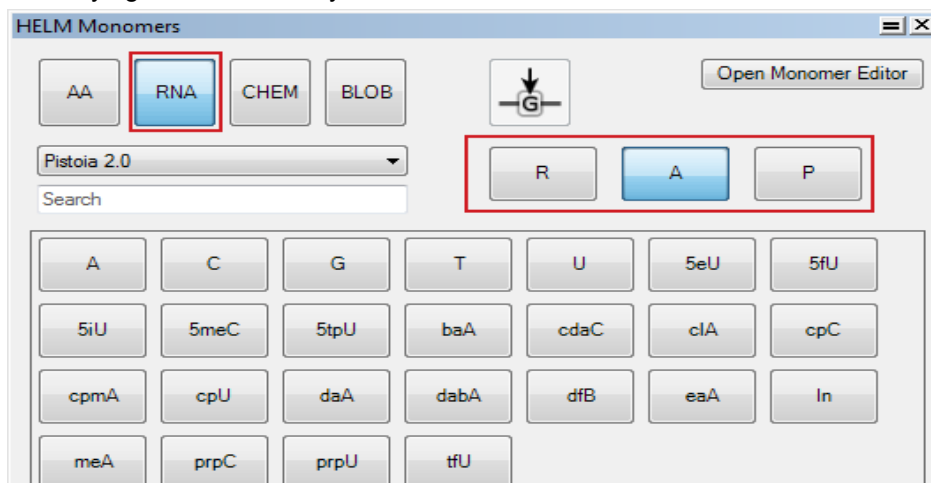 HELM Monomers
AA RNA CHEM BLOB G Open Monomer Editor
Pistoia 2.0
R A P
Search
A C G T U 5eU 5fU
5iU 5meC 5tpU baA cdaC clA cpC
cpmA cpU daA dabA dfB eaA In
meA prpC prpU tfU